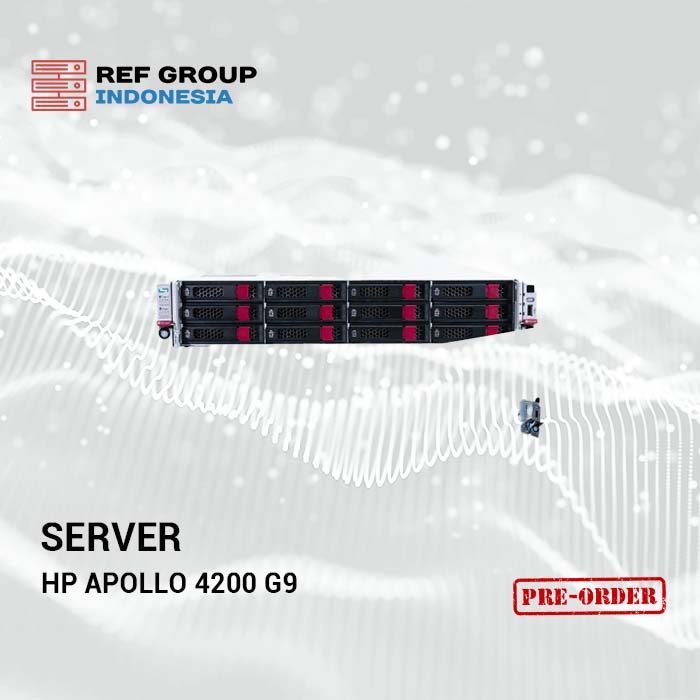 REF GROUP
INDONESIA
SERVER
HP APOLLO 4200 G9
PRE-ORDER